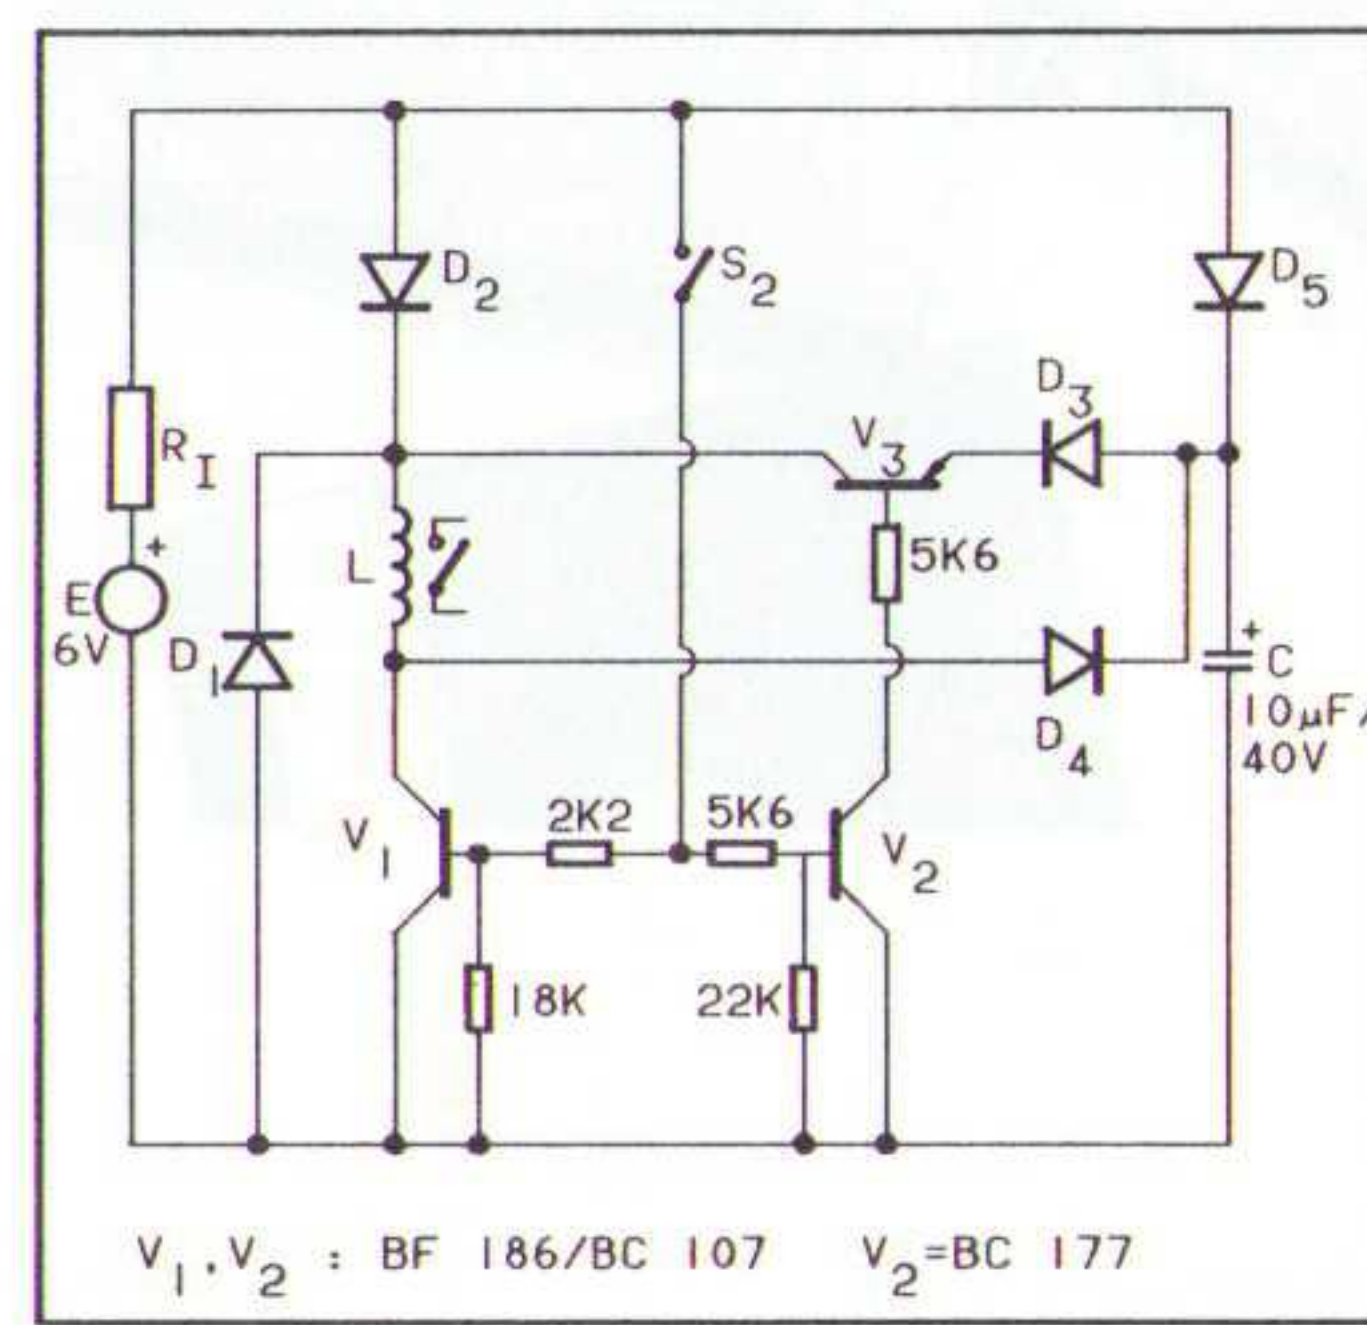 D2
S2
D5
D3
V3
RI
+
L
5K6
E
6V
D1
+
C
D4
10µF/
40V
V1
2K2
5K6
V2
18K
22K
V1, V2 : BF 186/BC 107 V2=BC 177